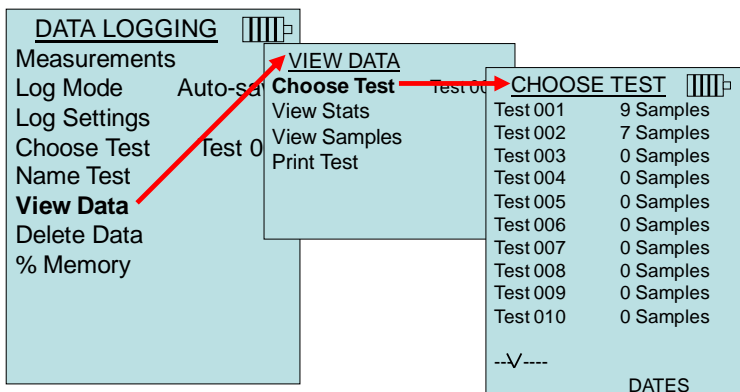 DATA LOGGING
Measurements
Log Mode Auto-sa
Log Settings
Choose Test Test 0
Name Test
View Data
Delete Data
% Memory
VIEW DATA
Choose Test Test 00
View Stats
View Samples
Print Test
CHOOSE TEST
Test 001 9 Samples
Test 002 7 Samples
Test 003 0 Samples
Test 004 0 Samples
Test 005 0 Samples
Test 006 0 Samples
Test 007 0 Samples
Test 008 0 Samples
Test 009 0 Samples
Test 010 0 Samples
---V----
DATES